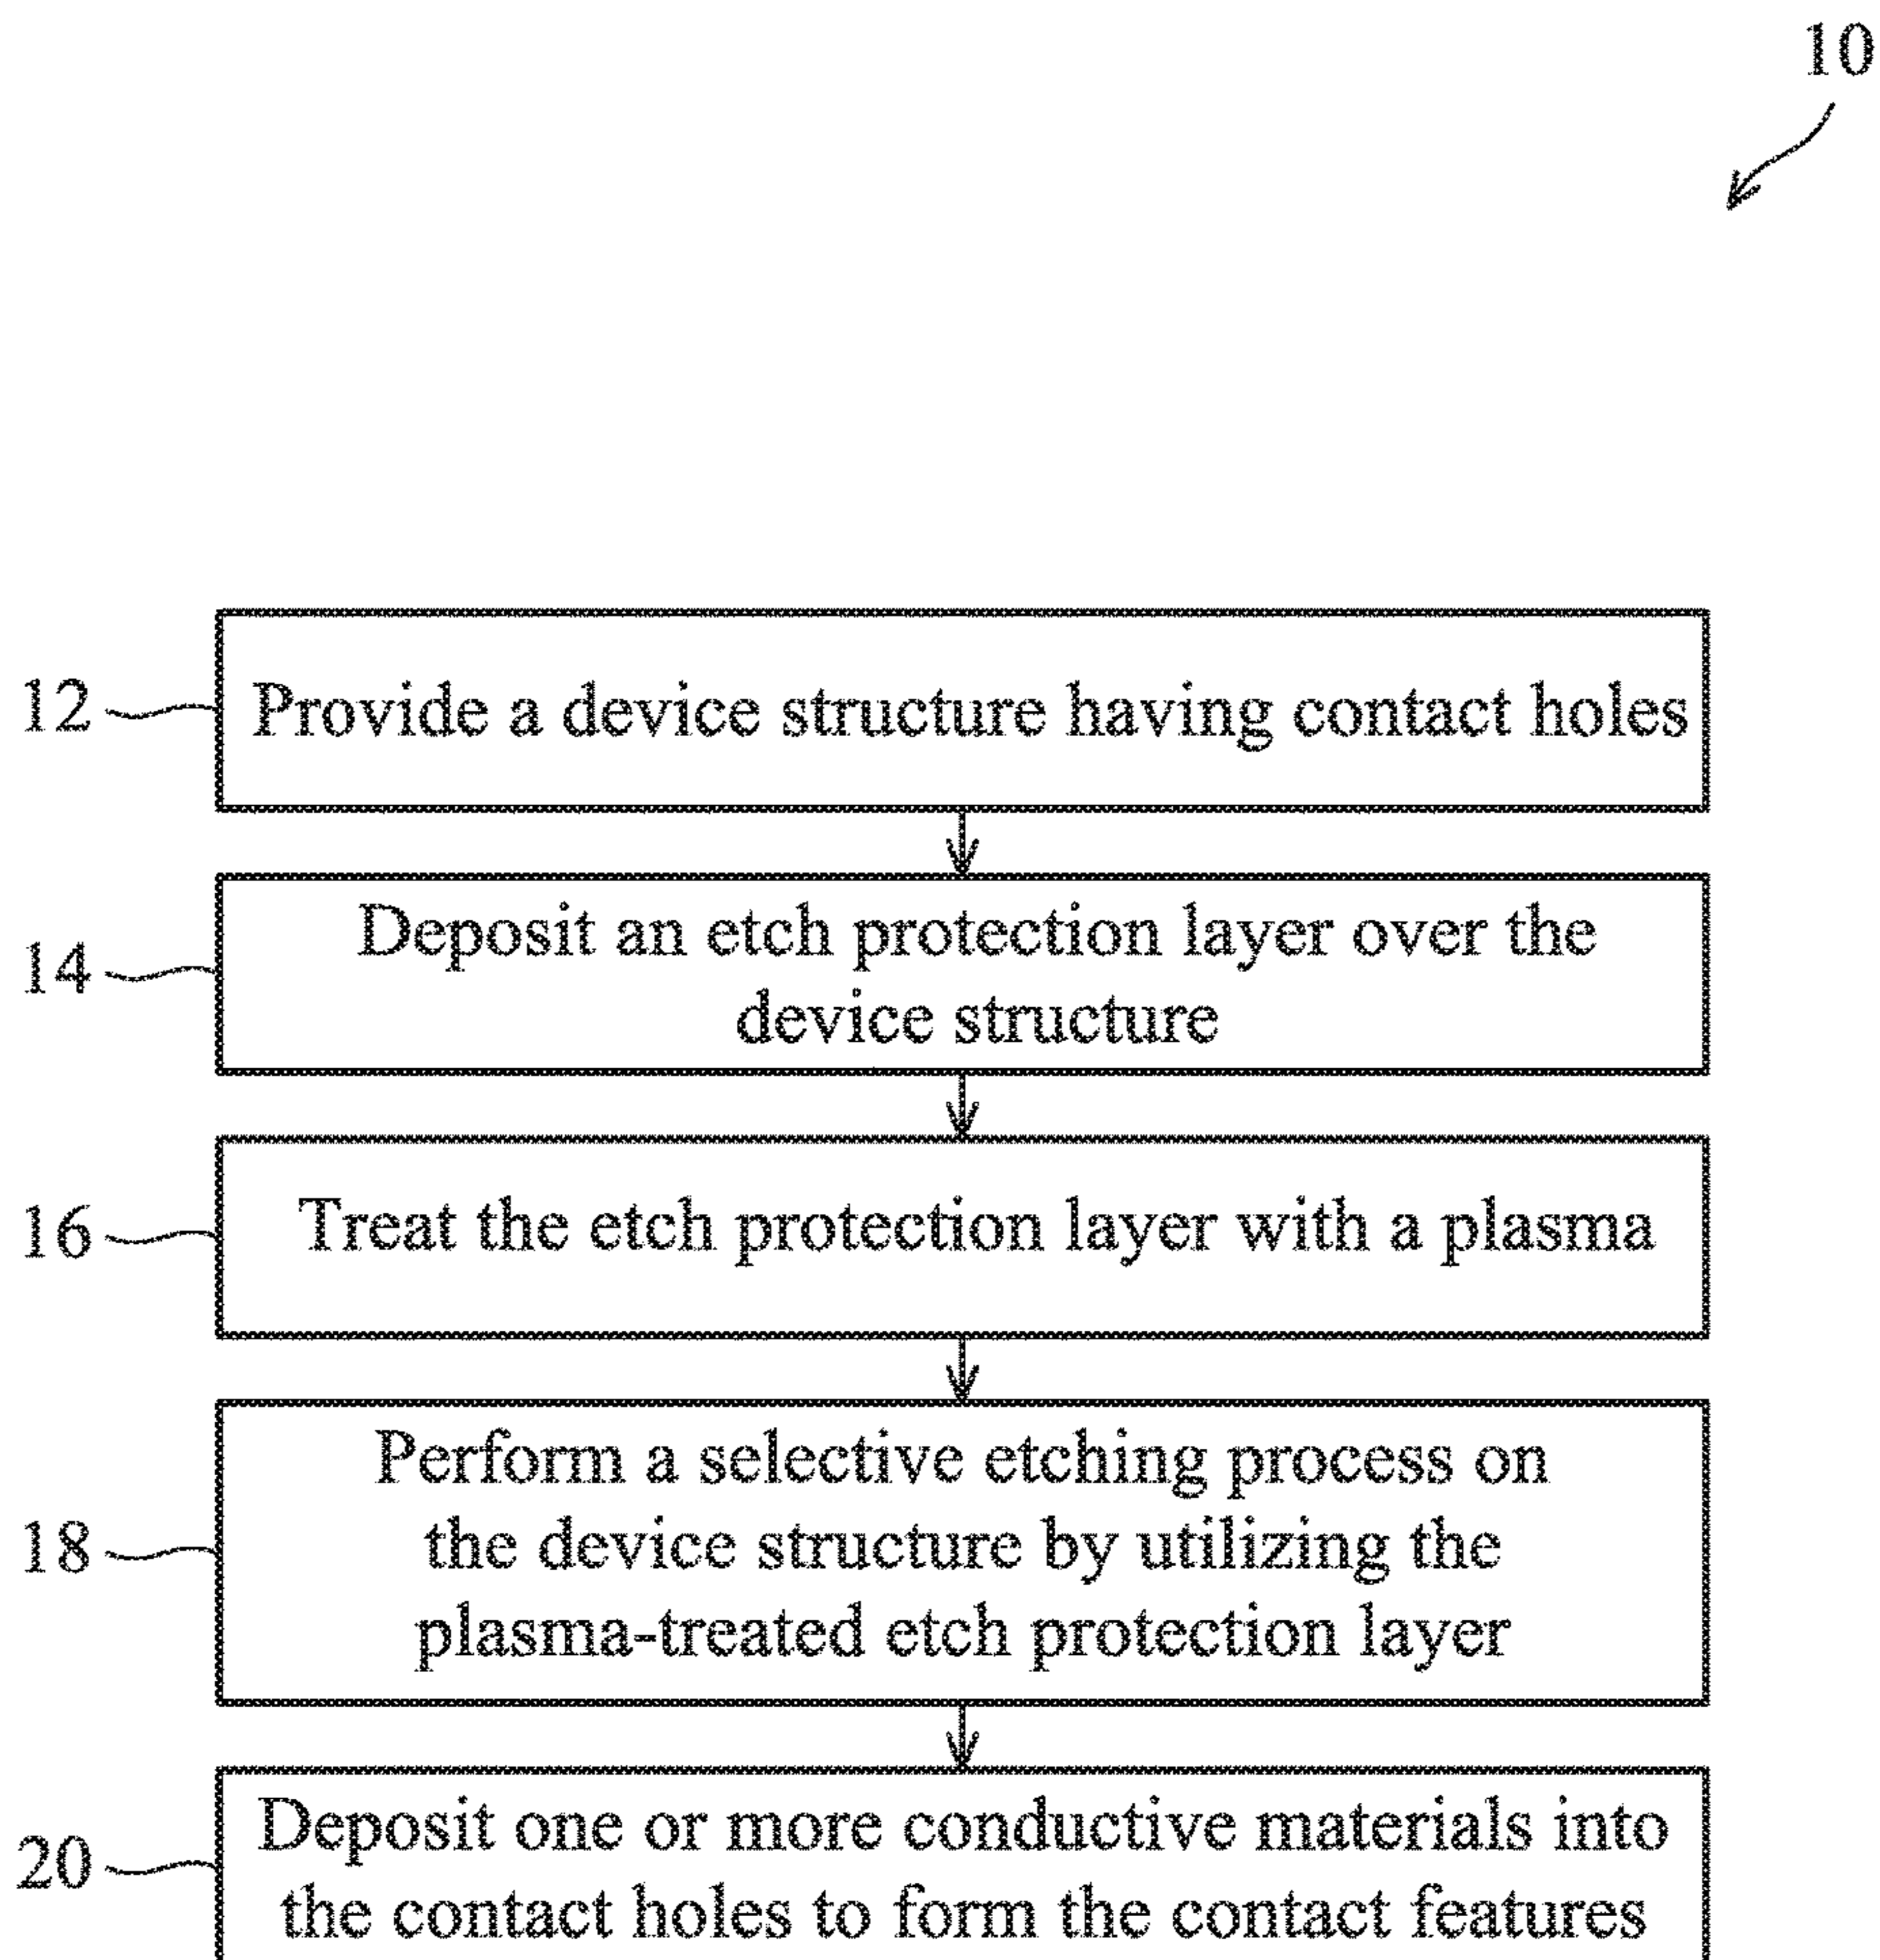 10
12 Provide a device structure having contact holes
14 Deposit an etch protection layer over the
device structure
16 Treat the etch protection layer with a plasma
18 Perform a selective etching process on
the device structure by utilizing the
plasma-treated etch protection layer
20 Deposit one or more conductive materials into
the contact holes to form the contact features